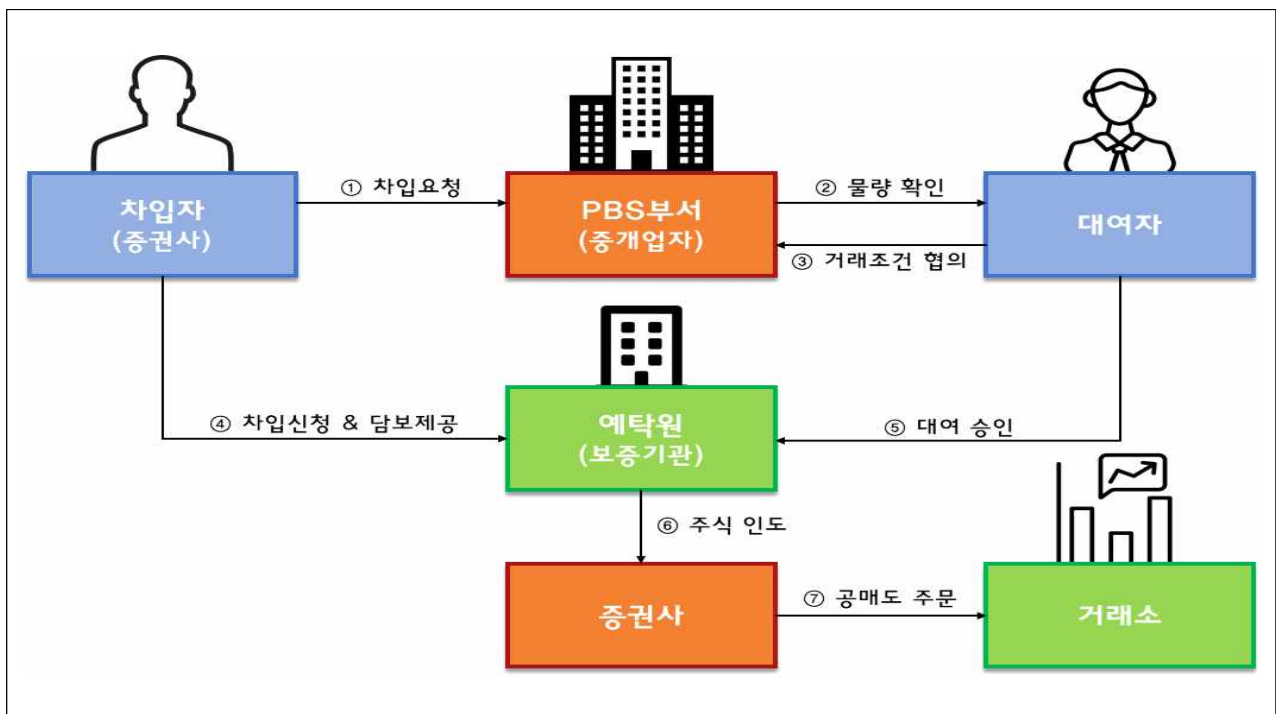 ① 차입요청
② 물량 확인
차입자
(증권사)
PBS부서
(중개업자)
대여자
③ 거래조건 협의
④ 차입신청 & 담보제공
예탁원
(보증기관)
⑤ 대여 승인
⑥ 주식 인도
증권사
⑦ 공매도 주문
거래소